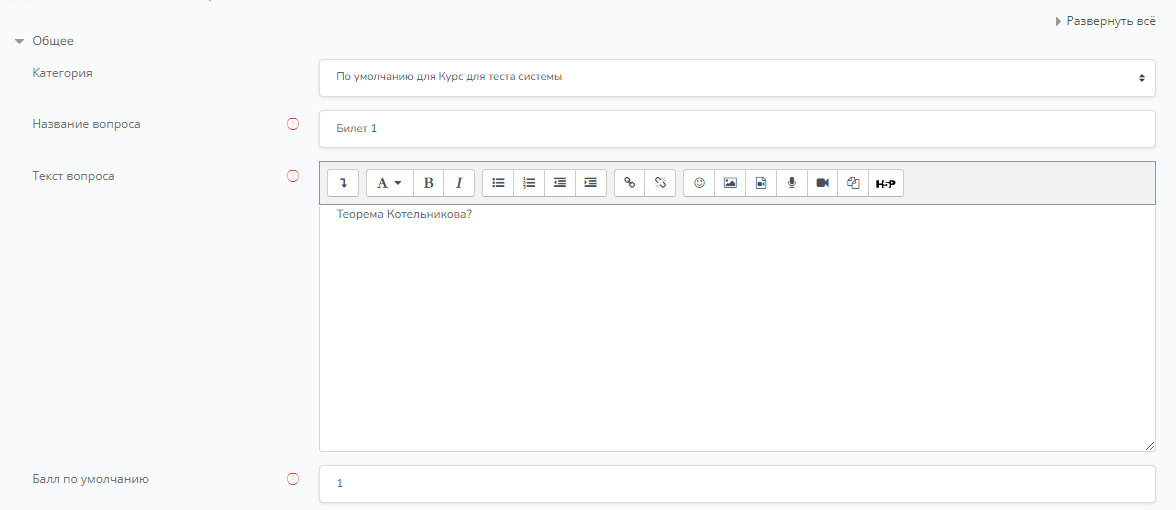 Развернуть всё
Общее
Категория
По умолчанию для Курс для теста системы
Название вопроса
Билет 1
Текст вопроса
A B I H-P
Теорема Котельникова?
Балл по умолчанию
1